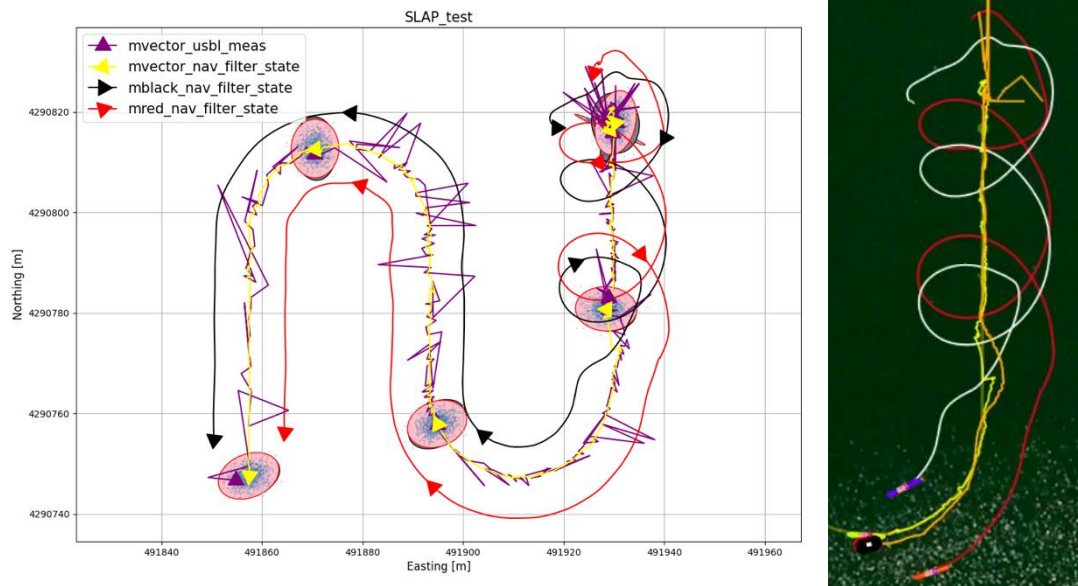 SLAP_test
mvector_usbl_meas
mvector_nav_filter_state
mblack_nav_filter_state
mred_nav_filter_state
4290820
4290800
4290780
4290760
4290740
Northing [m]
491840 491860 491880 491900 491920 491940 491960
Easting [m]